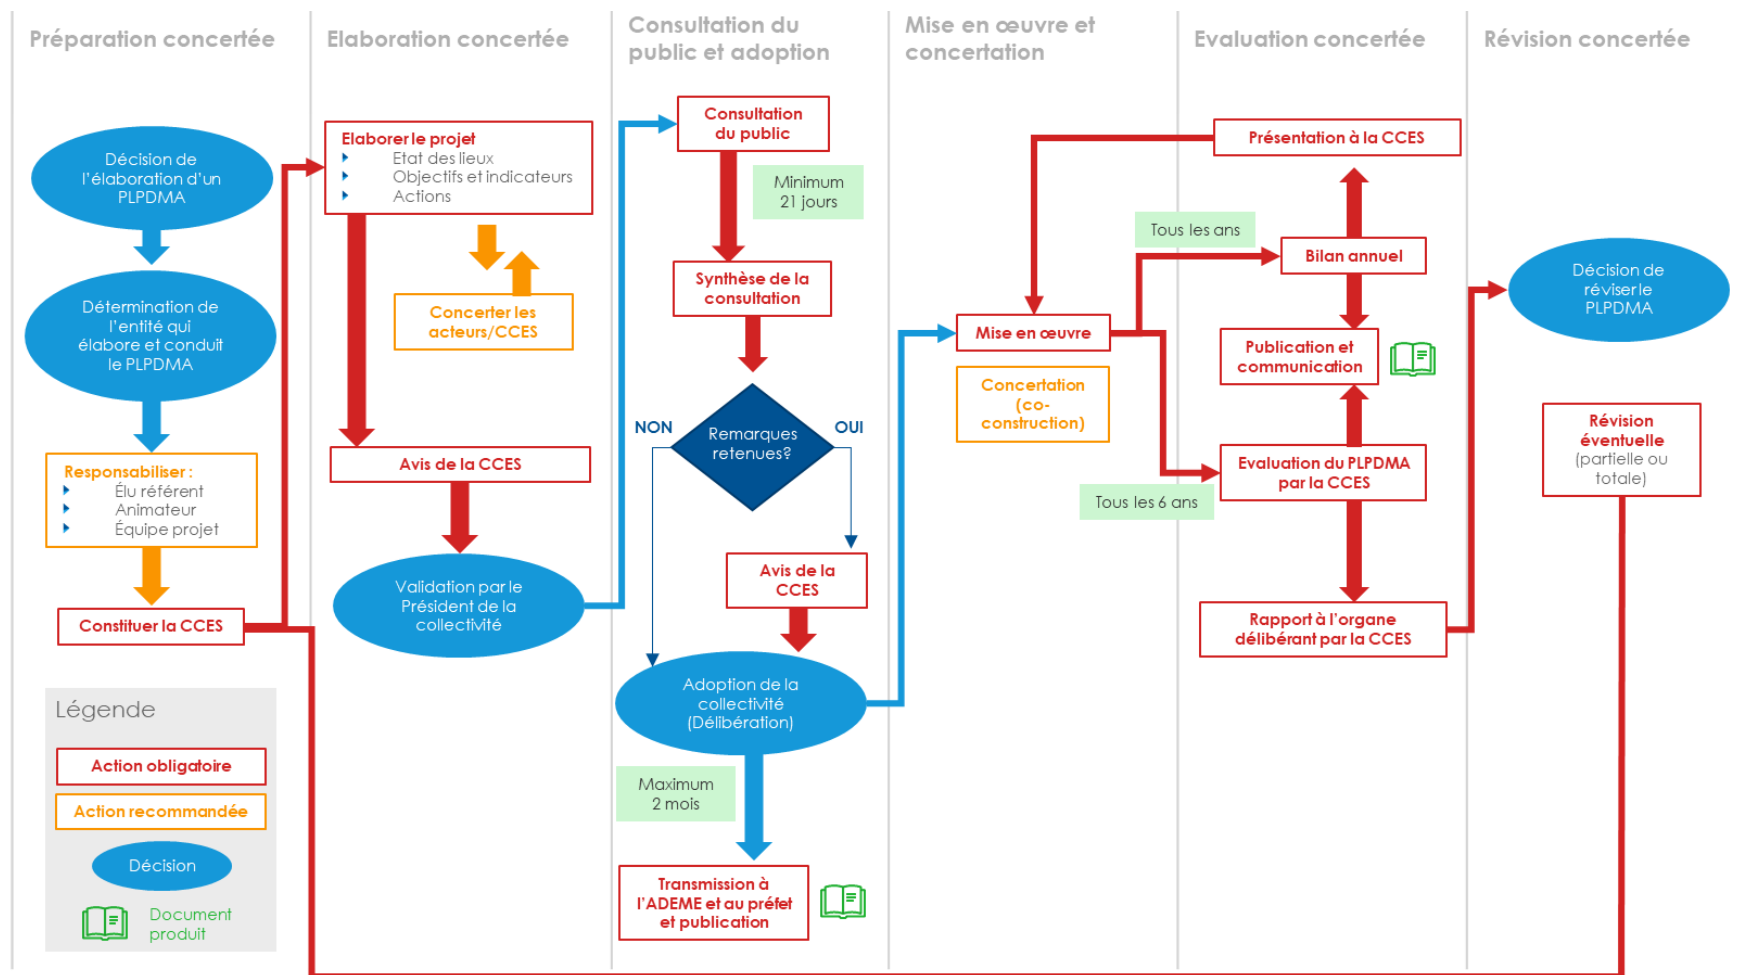 Préparation concertée
Elaboration concertée
Consultation du
public et adoption
Mise en œuvre et
concertation
Evaluation concertée
Révision concertée
Décision de
l'élaboration d'un
PLPDMA
Détermination de
l'entité qui
élabore et conduit
le PLPDMA
Responsabiliser :
Élu référent
Animateur
Équipe projet
Constituer la CCES
Légende
Action obligatoire
Action recommandée
Décision
Document
produit
Elaborer le projet
Etat des lieux
Objectifs et indicateurs
Actions
Concerter les
acteurs/CCES
Avis de la CCES
Validation par le
Président de la
collectivité
Consultation
du public
Minimum
21 jours
Synthèse de la
consultation
NON
Remarques
retenues?
OUI
Avis de la
CCES
Adoption de la
collectivité
(Délibération)
Maximum
2 mois
Transmission à
l'ADEME et au préfet
et publication
Mise en œuvre
Concertation
(co-
construction)
Présentation à la CCES
Tous les ans
Bilan annuel
Publication et
communication
Evaluation du PLPDMA
par la CCES
Tous les 6 ans
Rapport à l'organe
délibérant par la CCES
Décision de
réviser le
PLPDMA
Révision
éventuelle
(partielle ou
totale)